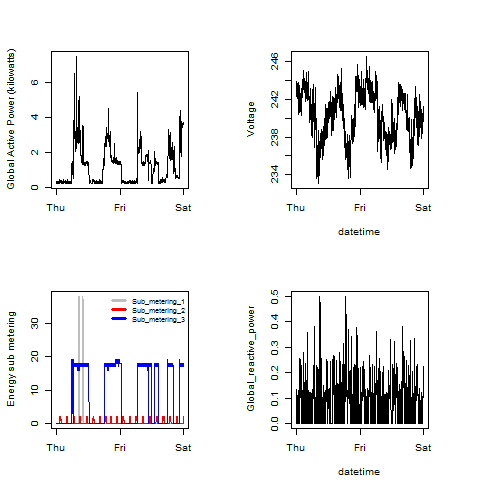 Global Active Power (kilowatts)
6
4
2
0
Thu Fri Sat
Voltage
246
242
238
234
Thu Fri Sat
datetime
Energy sub metering
30
20
10
0
Sub_metering_1
Sub_metering_2
Sub_metering_3
Thu Fri Sat
Global_reactive_power
0.5
0.4
0.3
0.2
0.1
0.0
Thu Fri Sat
datetime